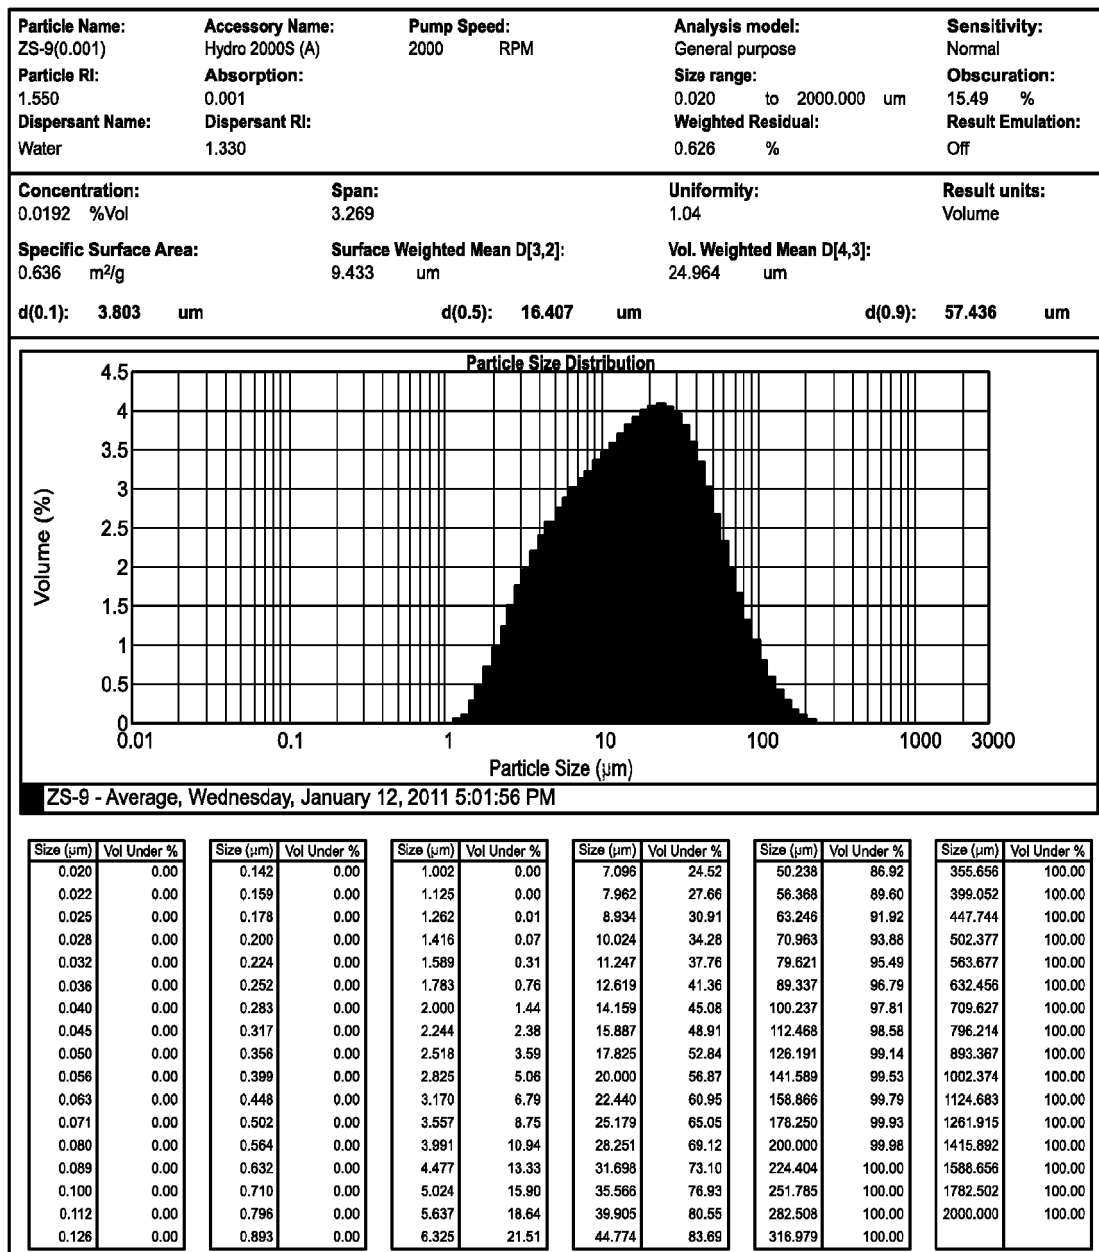 Particle Name: Accessory Name: Pump Speed: Analysis model: Sensitivity:
ZS-9(0.001) Hydro 2000S (A) 2000 RPM General purpose Normal
Particle RI: Absorption: Size range: Obscuration:
1.550 0.001 0.020 to 2000.000 um 15.49 %
Dispersant Name: Dispersant RI: Weighted Residual: Result Emulation:
Water 1.330 0.626 % Off
Concentration: Span: Uniformity: Result units:
0.0192 %Vol 3.269 1.04 Volume
Specific Surface Area: Surface Weighted Mean D[3,2]: Vol. Weighted Mean D[4,3]:
0.636 m²/g 9.433 um 24.964 um
d(0.1): 3.803 um d(0.5): 16.407 um d(0.9): 57.436 um
Particle Size Distribution
4.5
4
3.5
3
2.5
2
1.5
1
0.5
0
Volume (%)
0.01 0.1 1 10 100 1000 3000
Particle Size (µm)
ZS-9 - Average, Wednesday, January 12, 2011 5:01:56 PM
Size (µm) Vol Under % Size (µm) Vol Under % Size (µm) Vol Under % Size (µm) Vol Under % Size (µm) Vol Under % Size (µm) Vol Under %
0.020 0.00 0.142 0.00 1.002 0.00 7.096 24.52 50.238 86.92 355.656 100.00
0.022 0.00 0.159 0.00 1.125 0.00 7.962 27.66 56.368 89.60 399.052 100.00
0.025 0.00 0.178 0.00 1.262 0.01 8.934 30.91 63.246 91.92 447.744 100.00
0.028 0.00 0.200 0.00 1.416 0.07 10.024 34.28 70.963 93.88 502.377 100.00
0.032 0.00 0.224 0.00 1.589 0.31 11.247 37.76 79.621 95.49 563.677 100.00
0.036 0.00 0.252 0.00 1.783 0.76 12.619 41.36 89.337 96.79 632.456 100.00
0.040 0.00 0.283 0.00 2.000 1.44 14.159 45.08 100.237 97.81 709.627 100.00
0.045 0.00 0.317 0.00 2.244 2.38 15.887 48.91 112.468 98.58 796.214 100.00
0.050 0.00 0.356 0.00 2.518 3.59 17.825 52.84 126.191 99.14 893.367 100.00
0.056 0.00 0.399 0.00 2.825 5.06 20.000 56.87 141.589 99.53 1002.374 100.00
0.063 0.00 0.448 0.00 3.170 6.79 22.440 60.95 158.866 99.79 1124.683 100.00
0.071 0.00 0.502 0.00 3.557 8.75 25.179 65.05 178.250 99.93 1261.915 100.00
0.080 0.00 0.564 0.00 3.991 10.94 28.251 69.12 200.000 99.98 1415.892 100.00
0.089 0.00 0.632 0.00 4.477 13.33 31.698 73.10 224.404 100.00 1588.656 100.00
0.100 0.00 0.710 0.00 5.024 15.90 35.566 76.93 251.785 100.00 1782.502 100.00
0.112 0.00 0.796 0.00 5.637 18.64 39.905 80.55 282.508 100.00 2000.000 100.00
0.126 0.00 0.893 0.00 6.325 21.51 44.774 83.69 316.979 100.00